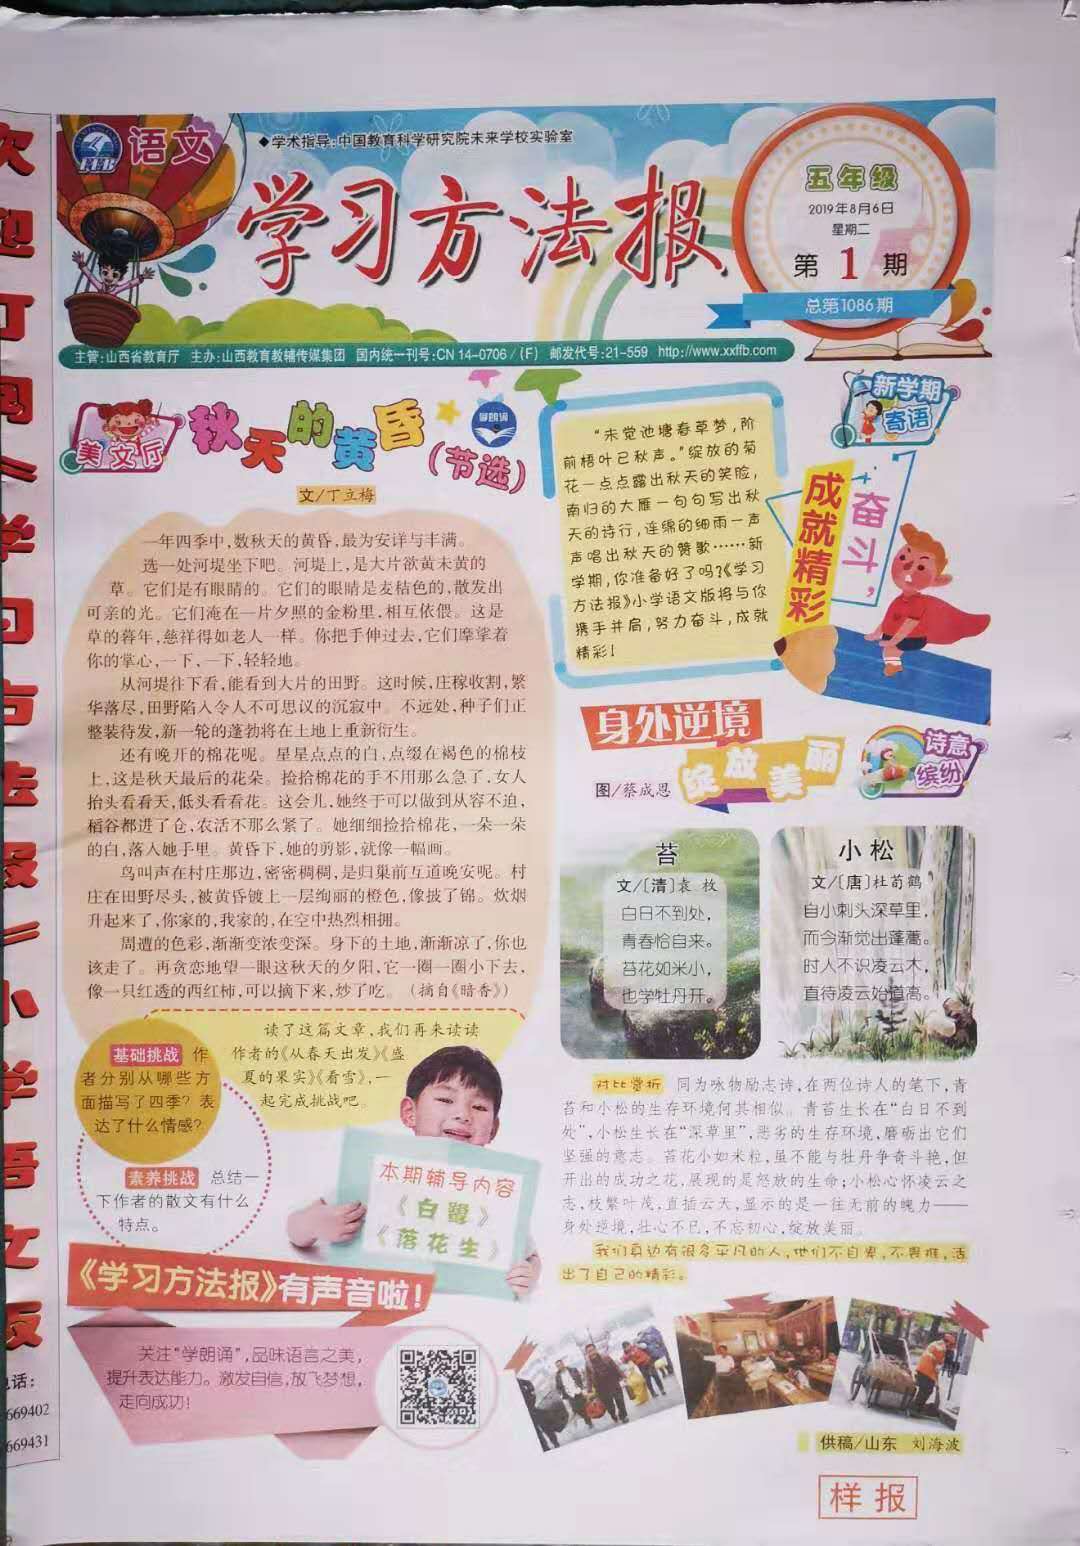 语文
◆学术指导:中国教育科学研究院未来学校实验室
学习方法报
五年级
2019年8月6日
星期二
第1期
总第1086期
主管:山西省教育厅 主办:山西教育教辅传媒集团 国内统一刊号:CN 14-0706/(F) 邮发代号:21-559 http://www.xxffb.com
美文厅
秋天的黄昏
(节选)
学朗诵
文/丁立梅
一年四季中,数秋天的黄昏,最为安详与丰满。
选一处河堤坐下吧。河堤上,是大片欲黄未黄的
草。它们是有眼睛的。它们的眼睛是麦秸色的,散发出
可亲的光。它们淹在一片夕照的金粉里,相互依偎。这是
草的暮年,慈祥得如老人一样。你把手伸过去,它们摩挲着
你的掌心,一下,一下,轻轻地。
从河堤往下看,能看到大片的田野。这时候,庄稼收割,繁
华落尽,田野陷入令人不可思议的沉寂中。不远处,种子们正
整装待发,新一轮的蓬勃将在土地上重新衍生。
还有晚开的棉花呢。星星点点的白,点缀在褐色的棉枝
上,这是秋天最后的花朵。捡拾棉花的手不用那么急了,女人
抬头看看天,低头看看花。这会儿,她终于可以做到从容不迫,
稻谷都进了仓,农活不那么紧了。她细细捡拾棉花,一朵一朵
的白,落入她手里。黄昏下,她的剪影,就像一幅画。
鸟叫声在村庄那边,密密稠稠,是归巢前互道晚安呢。村
庄在田野尽头,被黄昏镀上一层绚丽的橙色,像披了锦。炊烟
升起来了,你家的,我家的,在空中热烈相拥。
周遭的色彩,渐渐变浓变深。身下的土地,渐渐凉了,你也
该走了。再贪恋地望一眼这秋天的夕阳,它一圈一圈小下去,
像一只红透的西红柿,可以摘下来,炒了吃。(摘自《暗香》)
读了这篇文章,我们再来读读
作者的《从春天出发》《盛
夏的果实》《看雪》,一
起完成挑战吧。
基础挑战 作
者分别从哪些方
面描写了四季?表
达了什么情感?
素养挑战 总结一
下作者的散文有什么
特点。
本期辅导内容
《白鹭》
《落花生》
《学习方法报》有声音啦!
关注“学朗诵”,品味语言之美,
提升表达能力。激发自信,放飞梦想,
走向成功!
新学期
寄语
奋斗,
成就精彩
“未觉池塘春草梦,阶
前梧叶已秋声。”绽放的菊
花一点点露出秋天的笑脸,
南归的大雁一句句写出秋
天的诗行,连绵的细雨一声
声唱出秋天的赞歌……新
学期,你准备好了吗?《学习
方法报》小学语文版将与你
携手并肩,努力奋斗,成就
精彩!
身处逆境
绽放美丽
诗意
缤纷
图/蔡成恩
苔
文/〔清〕袁枚
白日不到处,
青春恰自来。
苔花如米小,
也学牡丹开。
小松
文/〔唐〕杜荀鹤
自小刺头深草里,
而今渐觉出蓬蒿。
时人不识凌云木,
直待凌云始道高。
对比赏析 同为咏物励志诗,在两位诗人的笔下,青
苔和小松的生存环境何其相似。青苔生长在“白日不到
处”,小松生长在“深草里”,恶劣的生存环境,磨砺出它们
坚强的意志。苔花小如米粒,虽不能与牡丹争奇斗艳,但
开出的成功之花,展现的是怒放的生命;小松心怀凌云之
志,枝繁叶茂,直插云天,显示的是一往无前的魄力——
身处逆境,壮心不已,不忘初心,绽放美丽。
我们身边有很多平凡的人,他们不自卑,不畏惧,活
出了自己的精彩。
供稿/山东 刘海波
样报
欢迎订阅《学习方法报》小学语文版
电话:
669402
669431